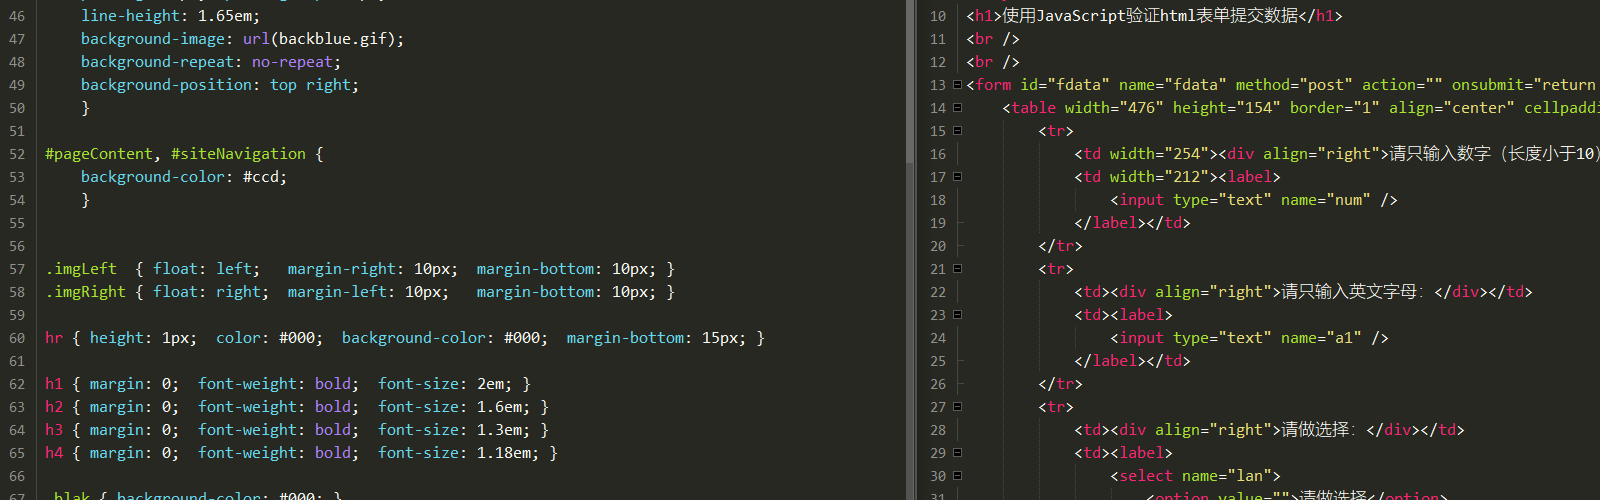 46 line-height: 1.65em;
47 background-image: url(backblue.gif);
48 background-repeat: no-repeat;
49 background-position: top right;
50 }
51
52 #pageContent, #siteNavigation {
53 background-color: #ccd;
54 }
55
56
57 .imgLeft { float: left; margin-right: 10px; margin-bottom: 10px; }
58 .imgRight { float: right; margin-left: 10px; margin-bottom: 10px; }
59
60 hr { height: 1px; color: #000; background-color: #000; margin-bottom: 15px; }
61
62 h1 { margin: 0; font-weight: bold; font-size: 2em; }
63 h2 { margin: 0; font-weight: bold; font-size: 1.6em; }
64 h3 { margin: 0; font-weight: bold; font-size: 1.3em; }
65 h4 { margin: 0; font-weight: bold; font-size: 1.18em; }
66
67 .blak { background-color: #000; }
10 <h1>使用JavaScript验证html表单提交数据</h1>
11 <br />
12 <br />
13 <form id="fdata" name="fdata" method="post" action="" onsubmit="return
14 <table width="476" height="154" border="1" align="center" cellpaddi
15 <tr>
16 <td width="254"><div align="right">请只输入数字（长度小于10）
17 <td width="212"><label>
18 <input type="text" name="num" />
19 </label></td>
20 </tr>
21 <tr>
22 <td><div align="right">请只输入英文字母：</div></td>
23 <td><label>
24 <input type="text" name="a1" />
25 </label></td>
26 </tr>
27 <tr>
28 <td><div align="right">请做选择：</div></td>
29 <td><label>
30 <select name="lan">
31 <option value="">请做选择</option>